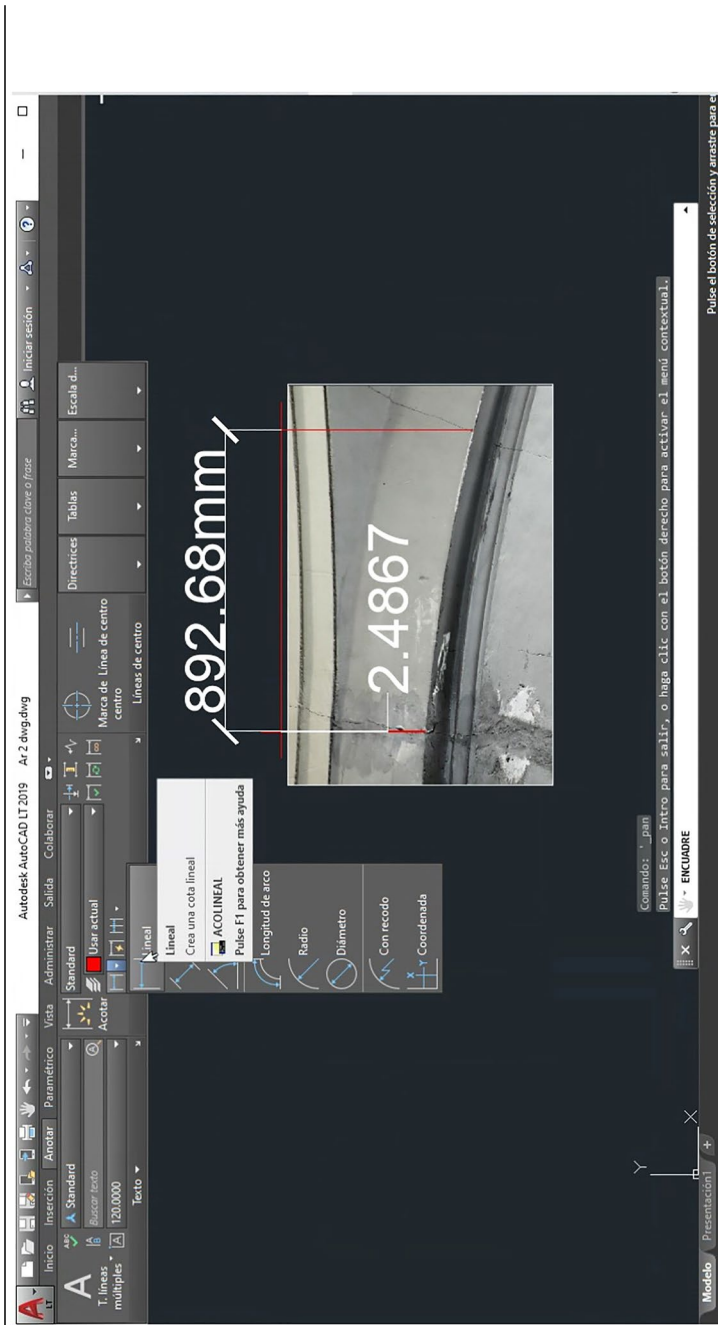 Autodesk AutoCAD LT 2019 Ar 2 dwg.dwg
Escriba palabra clave o frase
Iniciar sesión
Inicio Inserción Anotar Paramétrico Vista Administrar Salida Colaborar
A
LT
T. líneas
múltiples
ABC
Standard
Buscar texto
120.0000
Texto
Acotar
Standard
Usar actual
Marca de
centro
Línea de centro
Líneas de centro
Directrices
Tablas
Marca...
Escala d...
Lineal
Lineal
Crea una cota lineal
ACOLINEAL
Pulse F1 para obtener más ayuda
Longitud de arco
Radio
Diámetro
Con recodo
Coordenada
892.68mm
2.4867
Y
X
Comando: '_pan
Pulse Esc o Intro para salir, o haga clic con el botón derecho para activar el menú contextual.
ENCUADRE
Modelo Presentación1 +
Pulse el botón de selección y arrastre para e